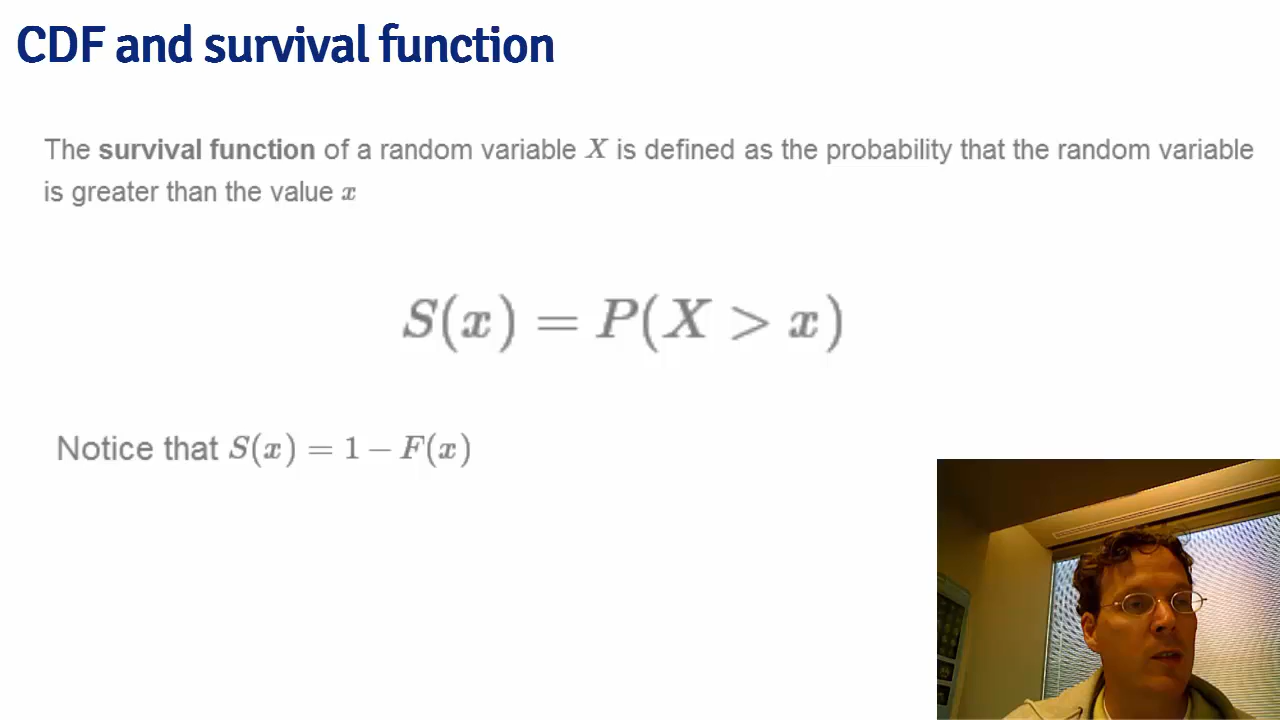 CDF and survival function
The survival function of a random variable X is defined as the probability that the random variable
is greater than the value x
S(x) = P(X > x)
Notice that S(x) = 1 − F(x)